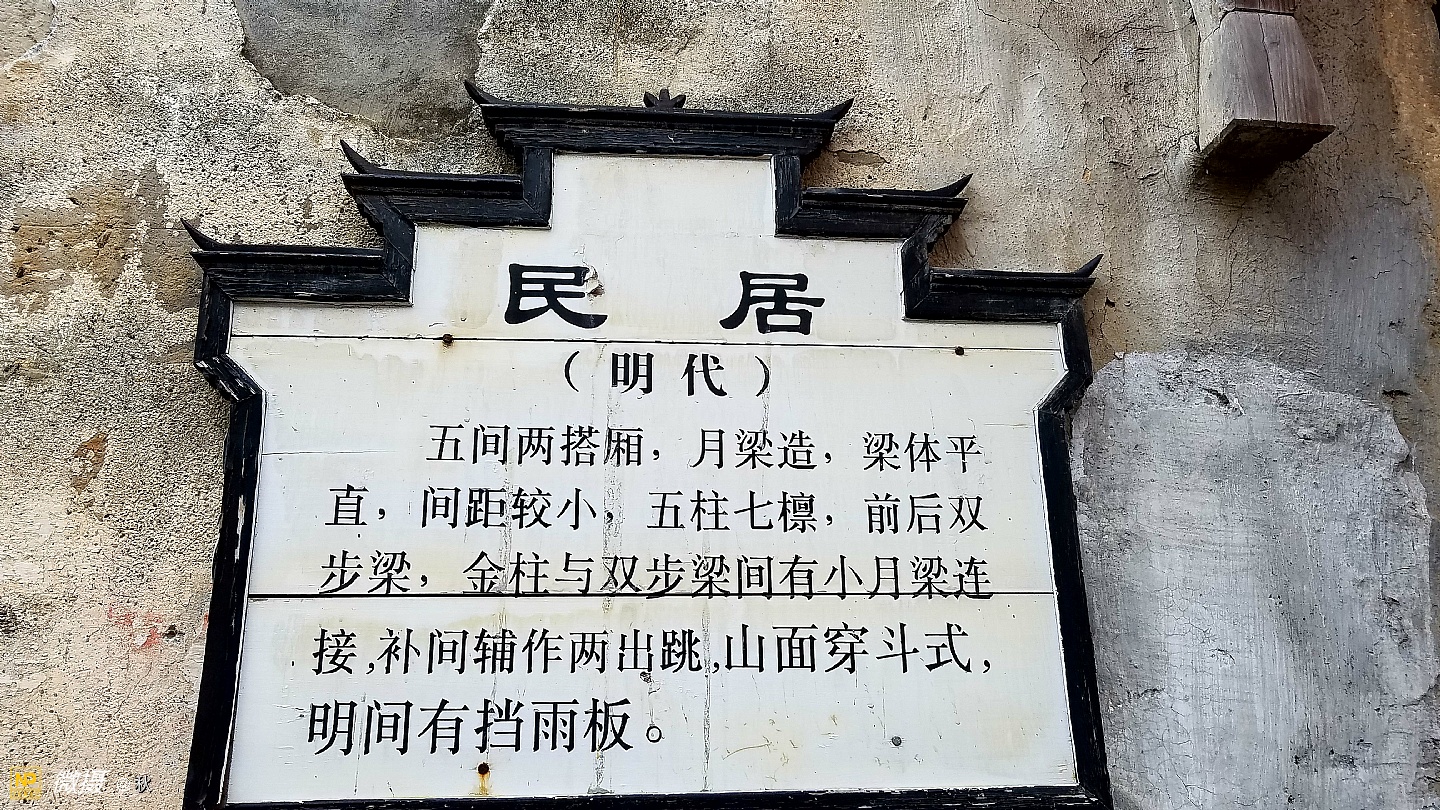 民 居
（明代）
五间两搭厢，月梁造，梁体平
直，间距较小，五柱七檩，前后双
步梁，金柱与双步梁间有小月梁连
接,补间辅作两出跳,山面穿斗式,
明间有挡雨板。
微摄 @秋